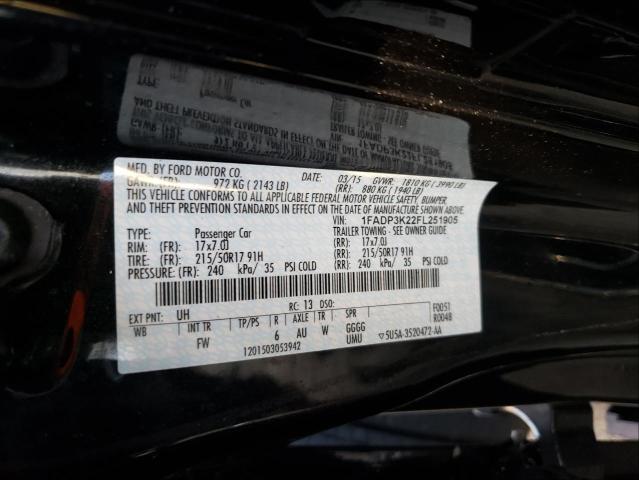 MFD. BY FORD MOTOR CO. DATE: 03/15 GVWR: 1810 KG ( 3990 LB)
GAWR:(FR): 972 KG ( 2143 LB) (RR): 880 KG ( 1940 LB)
THIS VEHICLE CONFORMS TO ALL APPLICABLE FEDERAL MOTOR VEHICLE SAFETY, BUMPER,
AND THEFT PREVENTION STANDARDS IN EFFECT ON THE DATE OF MANUFACTURE SHOWN ABOVE.
VIN: 1FADP3K22FL251905
TYPE: Passenger Car TRAILER TOWING - SEE OWNER GUIDE
RIM: (FR): 17x7.0J (RR): 17x7.0J
TIRE: (FR): 215/50R17 91H (RR): 215/50R17 91H
PRESSURE: (FR): 240 kPa/ 35 PSI COLD (RR): 240 kPa/ 35 PSI COLD
EXT PNT: UH RC: 13 DSO: F0051
WB INT TR TP/PS R AXLE TR SPR R0048
FW 6 AU W GGGG
UMU ▽5U5A-3520472-AA
1201503053942